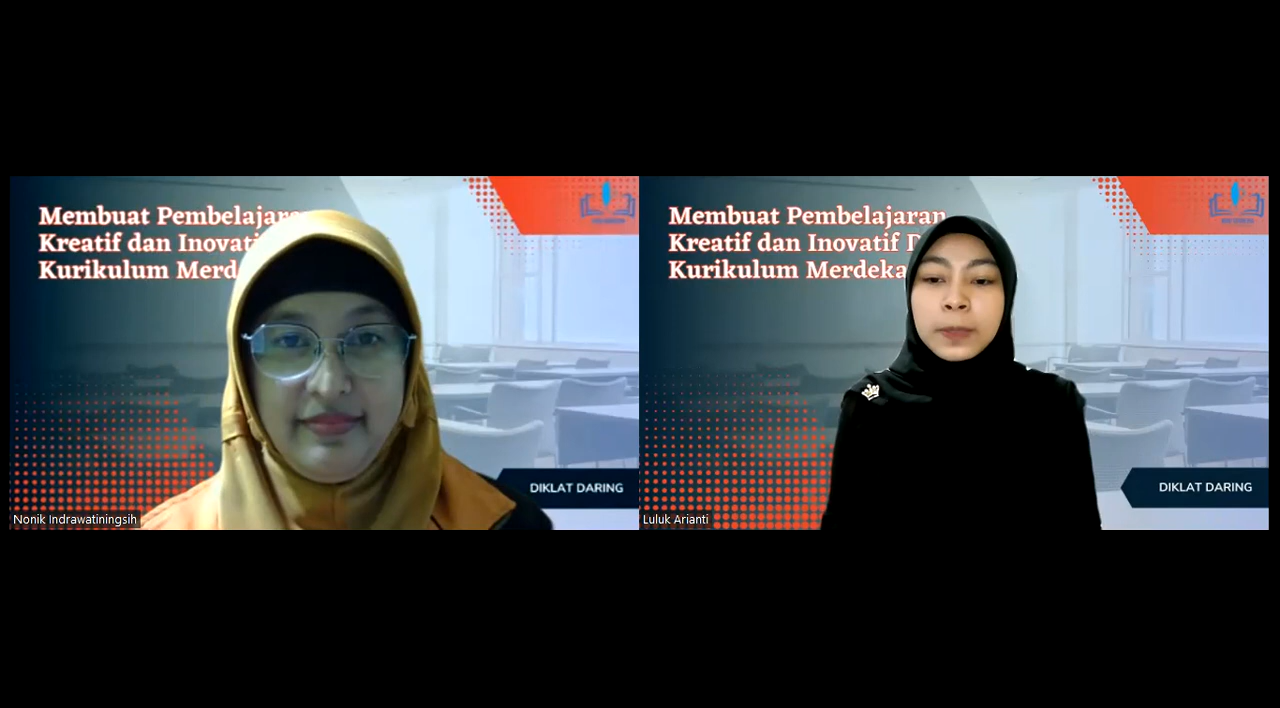 Membuat Pembelajaran
Kreatif dan Inovati
Kurikulum Merd
DIKLAT DARING
Nonik Indrawatiningsih
Membuat Pembelajaran
Kreatif dan Inovatif D
Kurikulum Merdeka
DIKLAT DARING
Luluk Arianti